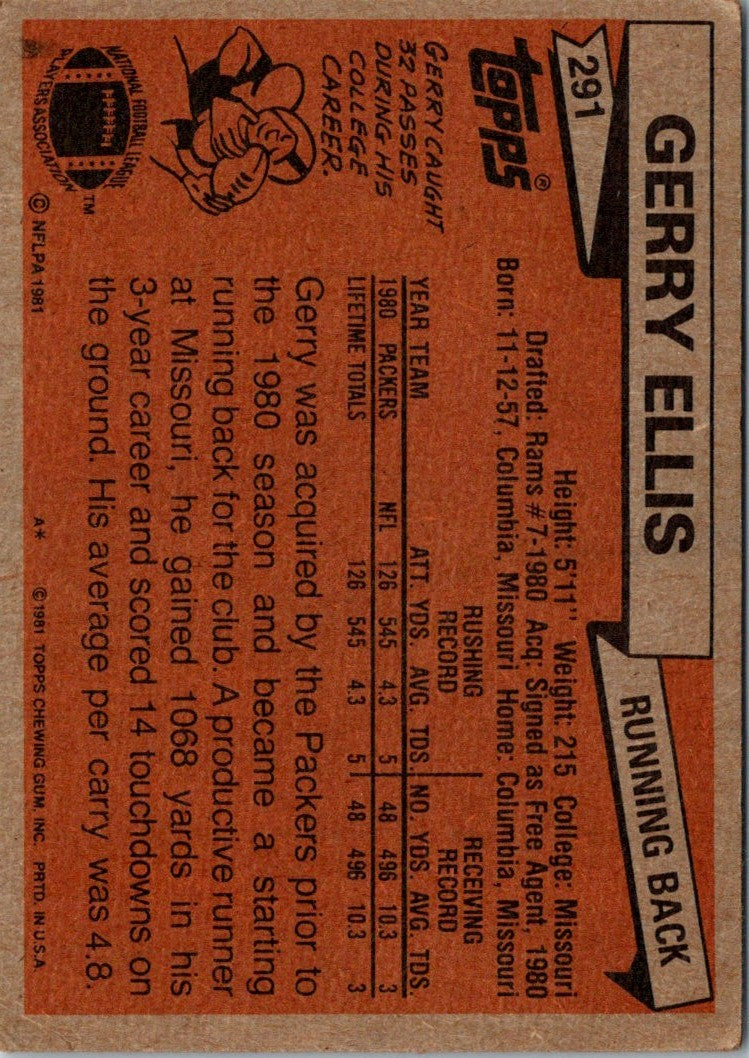 291
GERRY ELLIS
RUNNING BACK
topps®
Height: 5'11" Weight: 215 College: Missouri
Drafted: Rams #7-1980 Acq: Signed as Free Agent, 1980
Born: 11-12-57, Columbia, Missouri Home: Columbia, Missouri
RUSHING RECORD RECEIVING RECORD
YEAR TEAM ATT. YDS. AVG. TDS. NO. YDS. AVG. TDS.
1980 PACKERS NFL 126 545 4.3 5 48 496 10.3 3
LIFETIME TOTALS 126 545 4.3 5 48 496 10.3 3
GERRY CAUGHT
32 PASSES
DURING HIS
COLLEGE
CAREER.
Gerry was acquired by the Packers prior to
the 1980 season and became a starting
running back for the club. A productive runner
at Missouri, he gained 1068 yards in his
3-year career and scored 14 touchdowns on
the ground. His average per carry was 4.8.
NATIONAL FOOTBALL LEAGUE
PLAYERS ASSOCIATION
™
© NFLPA 1981
A* © 1981 TOPPS CHEWING GUM, INC. PRTD. IN U.S.A.